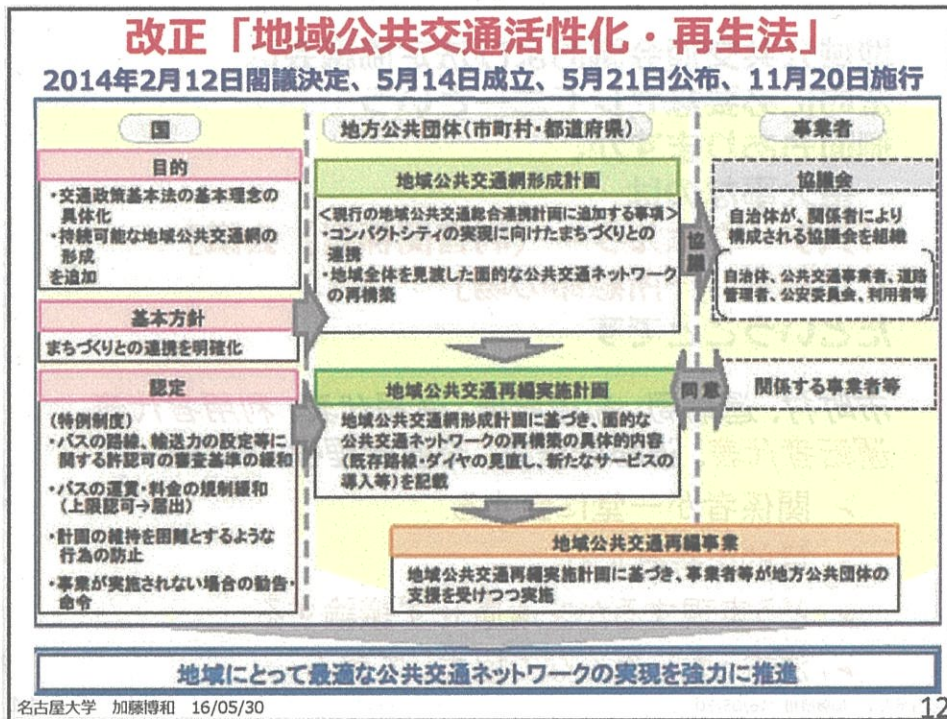 改正「地域公共交通活性化・再生法」
2014年2月12日閣議決定、5月14日成立、5月21日公布、11月20日施行
国
目的
・交通政策基本法の基本理念の
具体化
・持続可能な地域公共交通網の
形成
を追加
基本方針
まちづくりとの連携を明確化
認定
(特例制度)
・バスの路線、輸送力の設定等に
関する許認可の審査基準の緩和
・バスの運賃・料金の規制緩和
(上限認可→届出)
・計画の維持を困難とするような
行為の防止
・事業が実施されない場合の勧告・
命令
地方公共団体(市町村・都道府県)
地域公共交通網形成計画
<現行の地域公共交通総合連携計画に追加する事項>
・コンパクトシティの実現に向けたまちづくりとの
連携
・地域全体を見渡した面的な公共交通ネットワーク
の再構築
協議
地域公共交通再編実施計画
地域公共交通網形成計画に基づき、面的な
公共交通ネットワークの再構築の具体的内容
(既存路線・ダイヤの見直し、新たなサービスの
導入等)を記載
同意
事業者
協議会
自治体が、関係者により
構成される協議会を組織
自治体、公共交通事業者、道路
管理者、公安委員会、利用者等
関係する事業者等
地域公共交通再編事業
地域公共交通再編実施計画に基づき、事業者等が地方公共団体の
支援を受けつつ実施
地域にとって最適な公共交通ネットワークの実現を強力に推進
名古屋大学 加藤博和 16/05/30
12